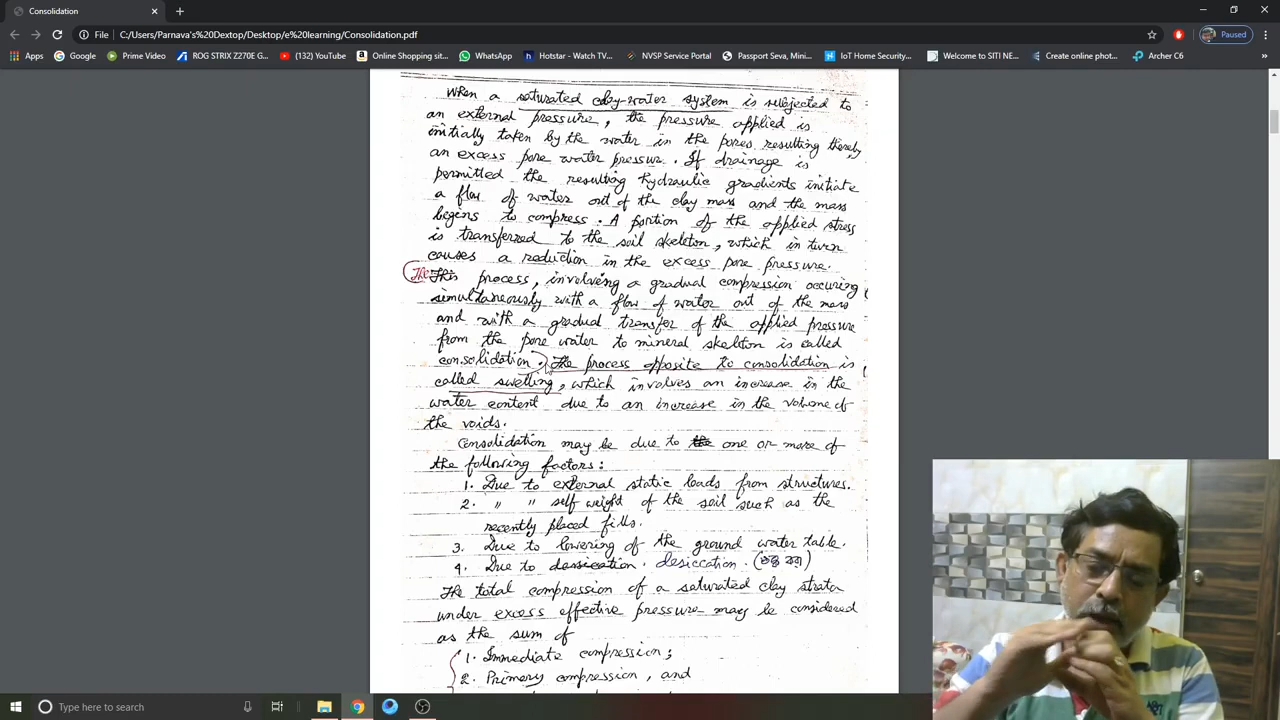 Consolidation
File
C:/Users/Parnava's%20Dextop/Desktop/e%20learning/Consolidation.pdf
Paused
Apps
Google
Prime Video
ROG STRIX Z270E G...
(132) YouTube
Online Shopping sit...
WhatsApp
Hotstar - Watch TV...
NVSP Service Portal
Passport Seva, Mini...
IoT Home Security,...
Welcome to SITI NE...
Create online phot...
Archer C6
When a saturated clay-water system is subjected to
an external pressure, the pressure applied is
initially taken by the water in the pores resulting thereby
an excess pore water pressur. If drainage is
permitted the resulting hydraulic gradients initiate
a flow of water out of the clay mass and the mass
begins to compress. A portion of the applied stress
is transferred to the soil skeleton, which in turn
causes a reduction in the excess pore pressure.
The This process, involving a gradual compression occuring
simultaneously with a flow of water out of the mass
and with a gradual transfer of the applied pressure
from the pore water to mineral skeleton is called
consolidation. The process opposite to consolidation is
called swelling, which involves an increase in the
water content due to an increase in the volume of
the voids.
Consolidation may be due to the one or more of
the following factors:
1. Due to external static loads from structures.
2. " " self weight of the soil such as the
recently placed fills.
3. Due to lowering of the ground water table.
4. Due to dessication. desiccation.
The total compression of a saturated clay strata
under excess effective pressure may be considered
as the sum of
1. Immediate compression;
2. Primary compression, and
Type here to search